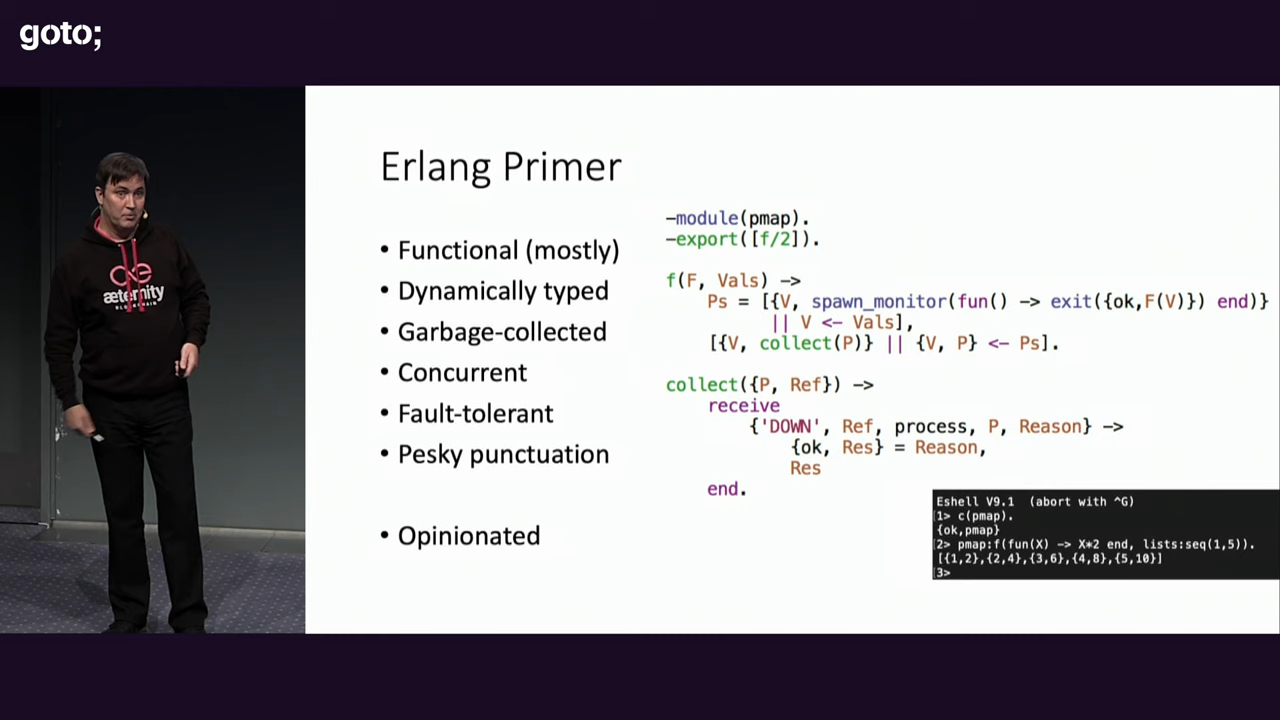 goto;
æternity
BLOCKCHAIN
Erlang Primer
• Functional (mostly)
• Dynamically typed
• Garbage-collected
• Concurrent
• Fault-tolerant
• Pesky punctuation
• Opinionated
-module(pmap).
-export([f/2]).
f(F, Vals) ->
    Ps = [{V, spawn_monitor(fun() -> exit({ok,F(V)}) end)}
          || V <- Vals],
    [{V, collect(P)} || {V, P} <- Ps].
collect({P, Ref}) ->
    receive
        {'DOWN', Ref, process, P, Reason} ->
            {ok, Res} = Reason,
            Res
    end.
Eshell V9.1  (abort with ^G)
1> c(pmap).
{ok,pmap}
2> pmap:f(fun(X) -> X*2 end, lists:seq(1,5)).
[{1,2},{2,4},{3,6},{4,8},{5,10}]
3>